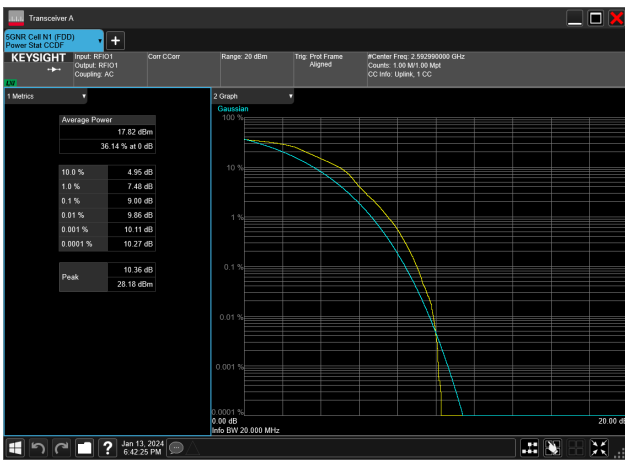 Transceiver A
5GNR Cell N1 (FDD)
Power Stat CCDF
KEYSIGHT
Input: RFIO1
Output: RFIO1
Coupling: AC
Corr CCorr
Range: 20 dBm
Trig: Prot Frame
Aligned
#Center Freq: 2.592990000 GHz
Counts: 1.00 M/1.00 Mpt
CC Info: Uplink, 1 CC
LV
1 Metrics
Average Power
17.82 dBm
36.14 % at 0 dB
10.0 % 4.95 dB
1.0 % 7.48 dB
0.1 % 9.00 dB
0.01 % 9.86 dB
0.001 % 10.11 dB
0.0001 % 10.27 dB
Peak
10.36 dB
28.18 dBm
2 Graph
Gaussian
100 %
10 %
1 %
0.1 %
0.01 %
0.001 %
0.0001 %
0.00 dB
20.00 dB
Info BW 20.000 MHz
?
Jan 13, 2024
6:42:25 PM